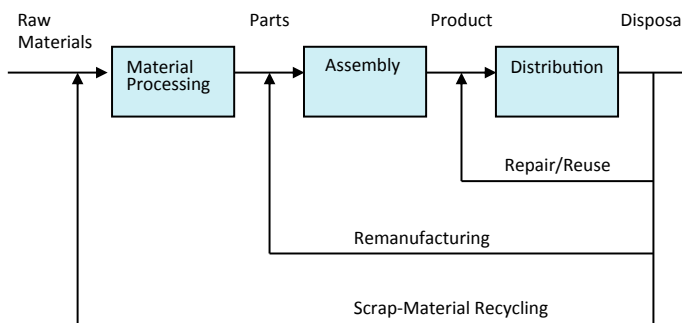 Raw
Materials
Parts
Product
Disposa
Material
Processing
Assembly
Distribution
Repair/Reuse
Remanufacturing
Scrap-Material Recycling